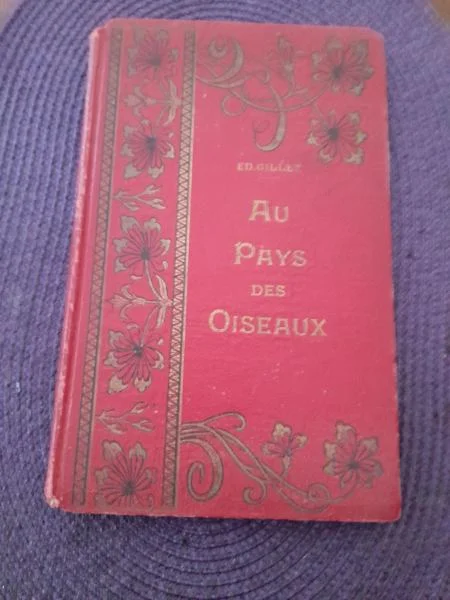 ED. GILLET
AU
PAYS
DES
OISEAUX